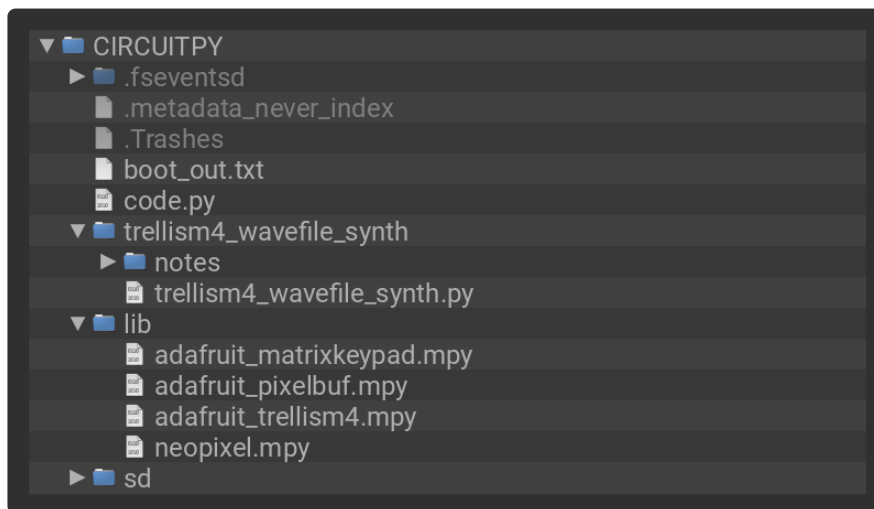 CIRCUITPY
.fseventsd
.metadata_never_index
.Trashes
boot_out.txt
code.py
trellism4_wavefile_synth
notes
trellism4_wavefile_synth.py
lib
adafruit_matrixkeypad.mpy
adafruit_pixelbuf.mpy
adafruit_trellism4.mpy
neopixel.mpy
sd